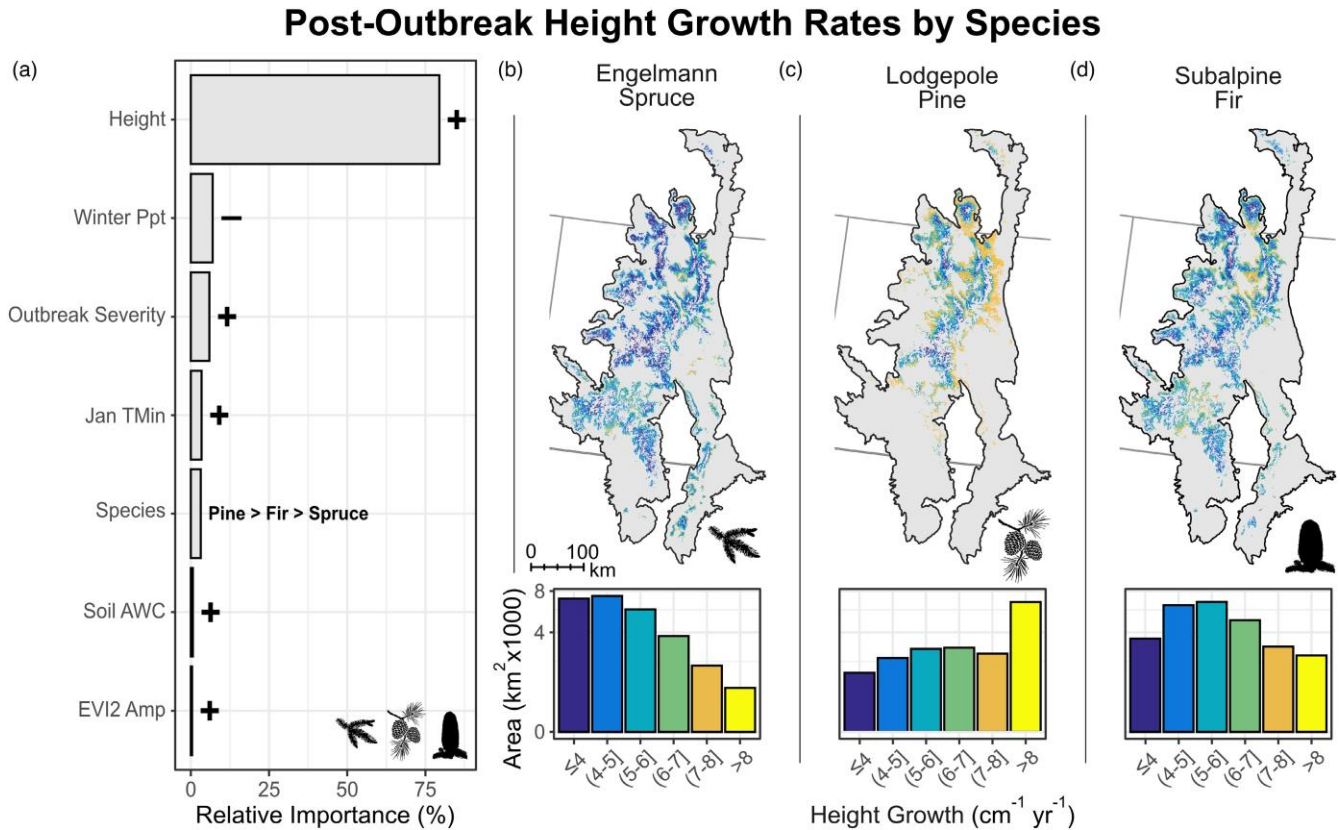 Post-Outbreak Height Growth Rates by Species
(a)
Height
Winter Ppt
Outbreak Severity
Jan TMin
Species
Soil AWC
EVI2 Amp
+
−
+
+
Pine > Fir > Spruce
+
+
0
25
50
75
Relative Importance (%)
(b)
Engelmann
Spruce
(c)
Lodgepole
Pine
(d)
Subalpine
Fir
0 100
km
Area (km² x1000)
8
4
0
≤4
(4-5]
(5-6]
(6-7]
(7-8]
>8
≤4
(4-5]
(5-6]
(6-7]
(7-8]
>8
≤4
(4-5]
(5-6]
(6-7]
(7-8]
>8
Height Growth (cm⁻¹ yr⁻¹)